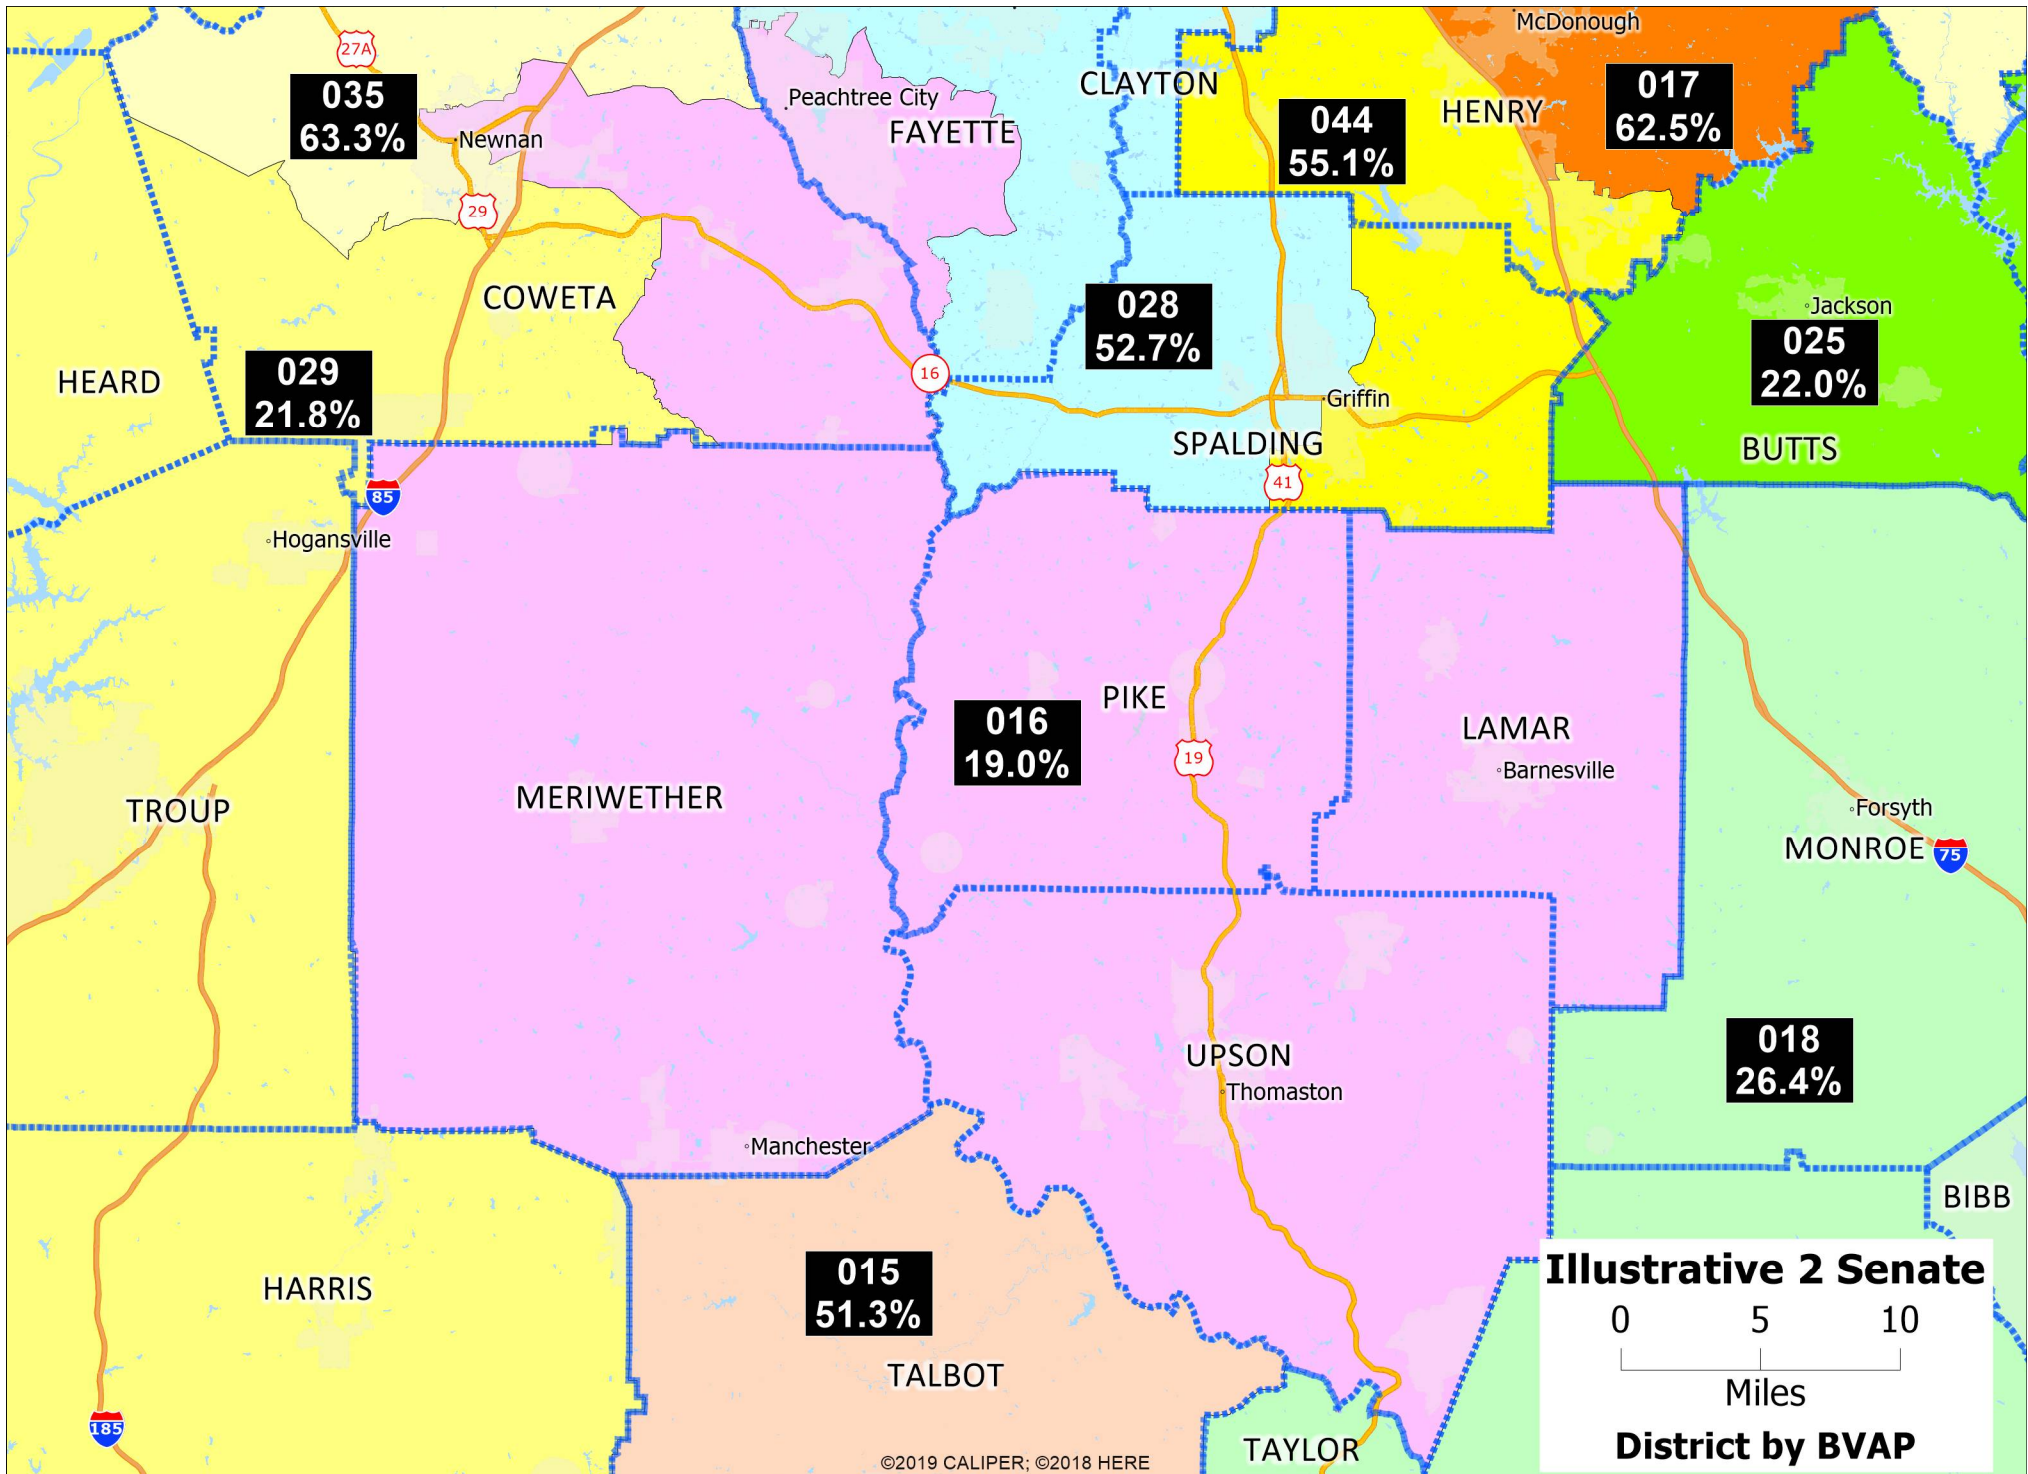 McDonough
27A
035
63.3%
CLAYTON
017
62.5%
Peachtree City
044
55.1%
HENRY
FAYETTE
Newnan
29
COWETA
028
52.7%
Jackson
025
22.0%
HEARD
029
21.8%
16
Griffin
SPALDING
BUTTS
41
85
Hogansville
PIKE
016
19.0%
LAMAR
19
Barnesville
MERIWETHER
TROUP
Forsyth
MONROE
75
UPSON
018
26.4%
Thomaston
Manchester
BIBB
HARRIS
015
51.3%
TALBOT
185
TAYLOR
©2019 CALIPER; ©2018 HERE
Illustrative 2 Senate
0 5 10
Miles
District by BVAP